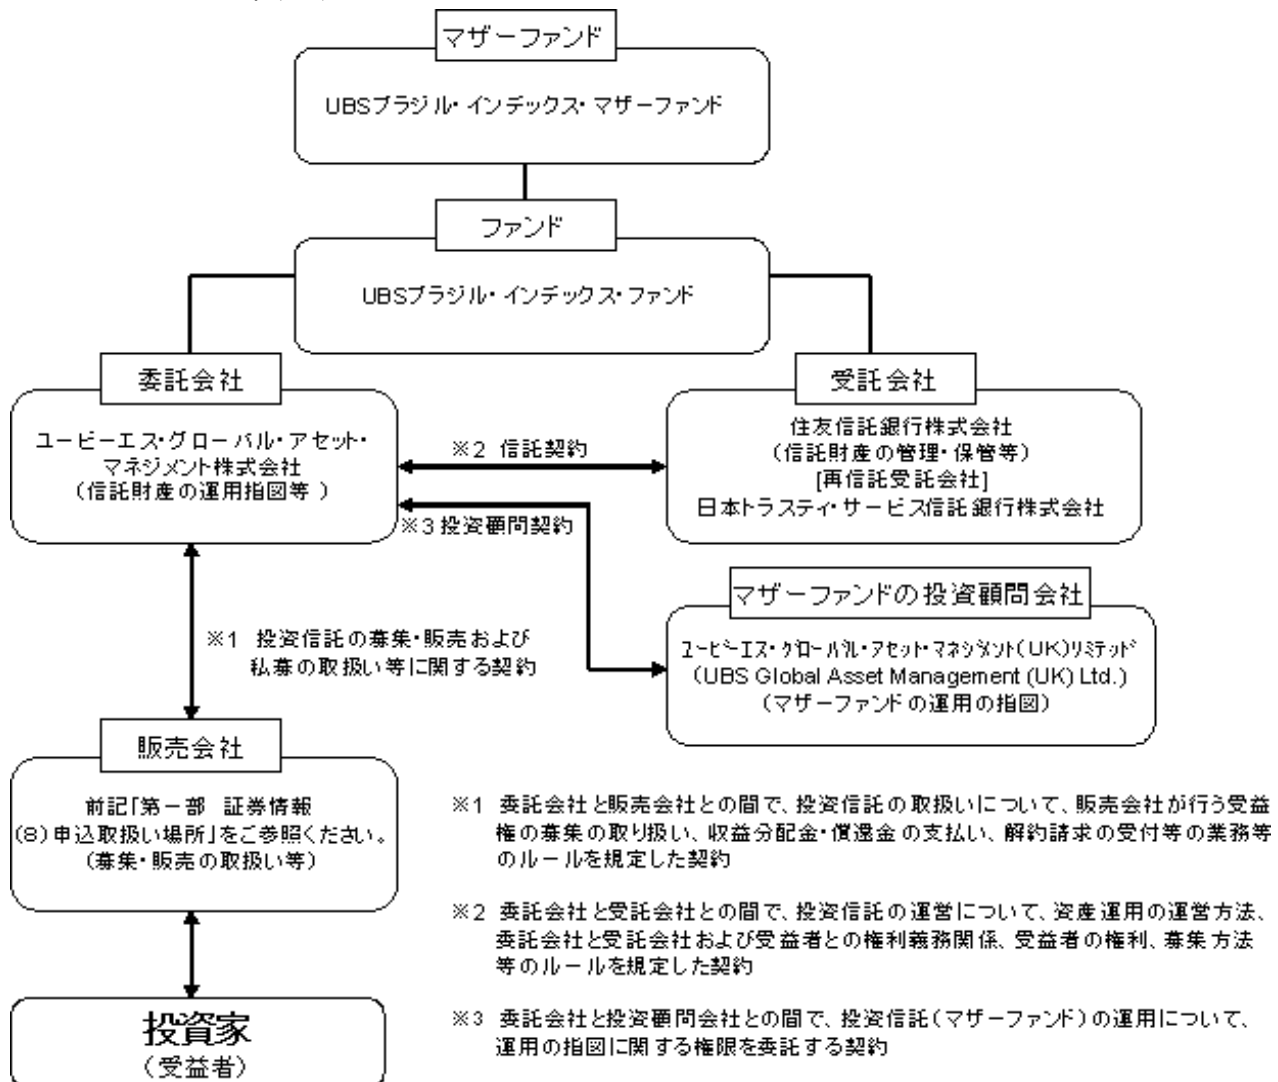 マザーファンド
UBSブラジル・インデックス・マザーファンド
ファンド
UBSブラジル・インデックス・ファンド
委託会社
ユービーエス・グローバル・アセット・
マネジメント株式会社
(信託財産の運用指図等 )
※2 信託契約
受託会社
住友信託銀行株式会社
(信託財産の管理・保管等)
[再信託受託会社]
日本トラスティ・サービス信託銀行株式会社
※3 投資顧問契約
マザーファンドの投資顧問会社
ユービーエス・グローバル・アセット・マネジメント(UK)リミテッド
(UBS Global Asset Management (UK) Ltd.)
(マザーファンドの運用の指図)
※1 投資信託の募集・販売および
私募の取扱い等に関する契約
販売会社
前記「第一部 証券情報
(8)申込取扱い場所」をご参照ください。
(募集・販売の取扱い等)
投資家
(受益者)
※1 委託会社と販売会社との間で、投資信託の取扱いについて、販売会社が行う受益
権の募集の取り扱い、収益分配金・償還金の支払い、解約請求の受付等の業務等
のルールを規定した契約
※2 委託会社と受託会社との間で、投資信託の運営について、資産運用の運営方法、
委託会社と受託会社および受益者との権利義務関係、受益者の権利、募集方法
等のルールを規定した契約
※3 委託会社と投資顧問会社との間で、投資信託(マザーファンド)の運用について、
運用の指図に関する権限を委託する契約